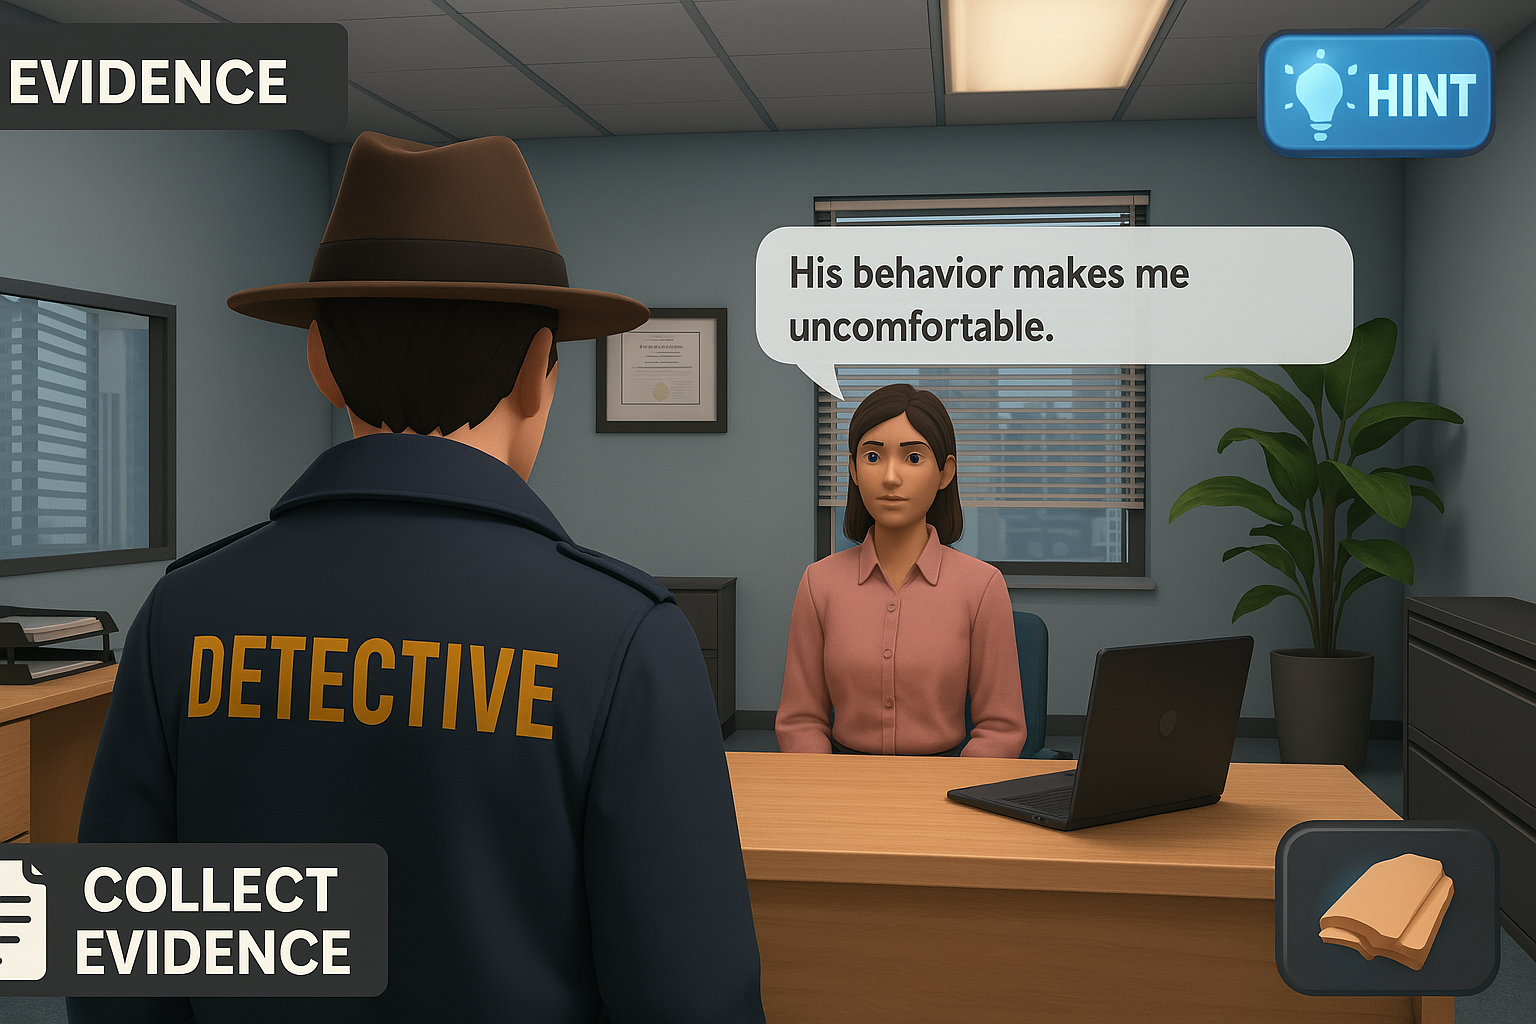 EVIDENCE
HINT
His behavior makes me
uncomfortable.
DETECTIVE
COLLECT
EVIDENCE